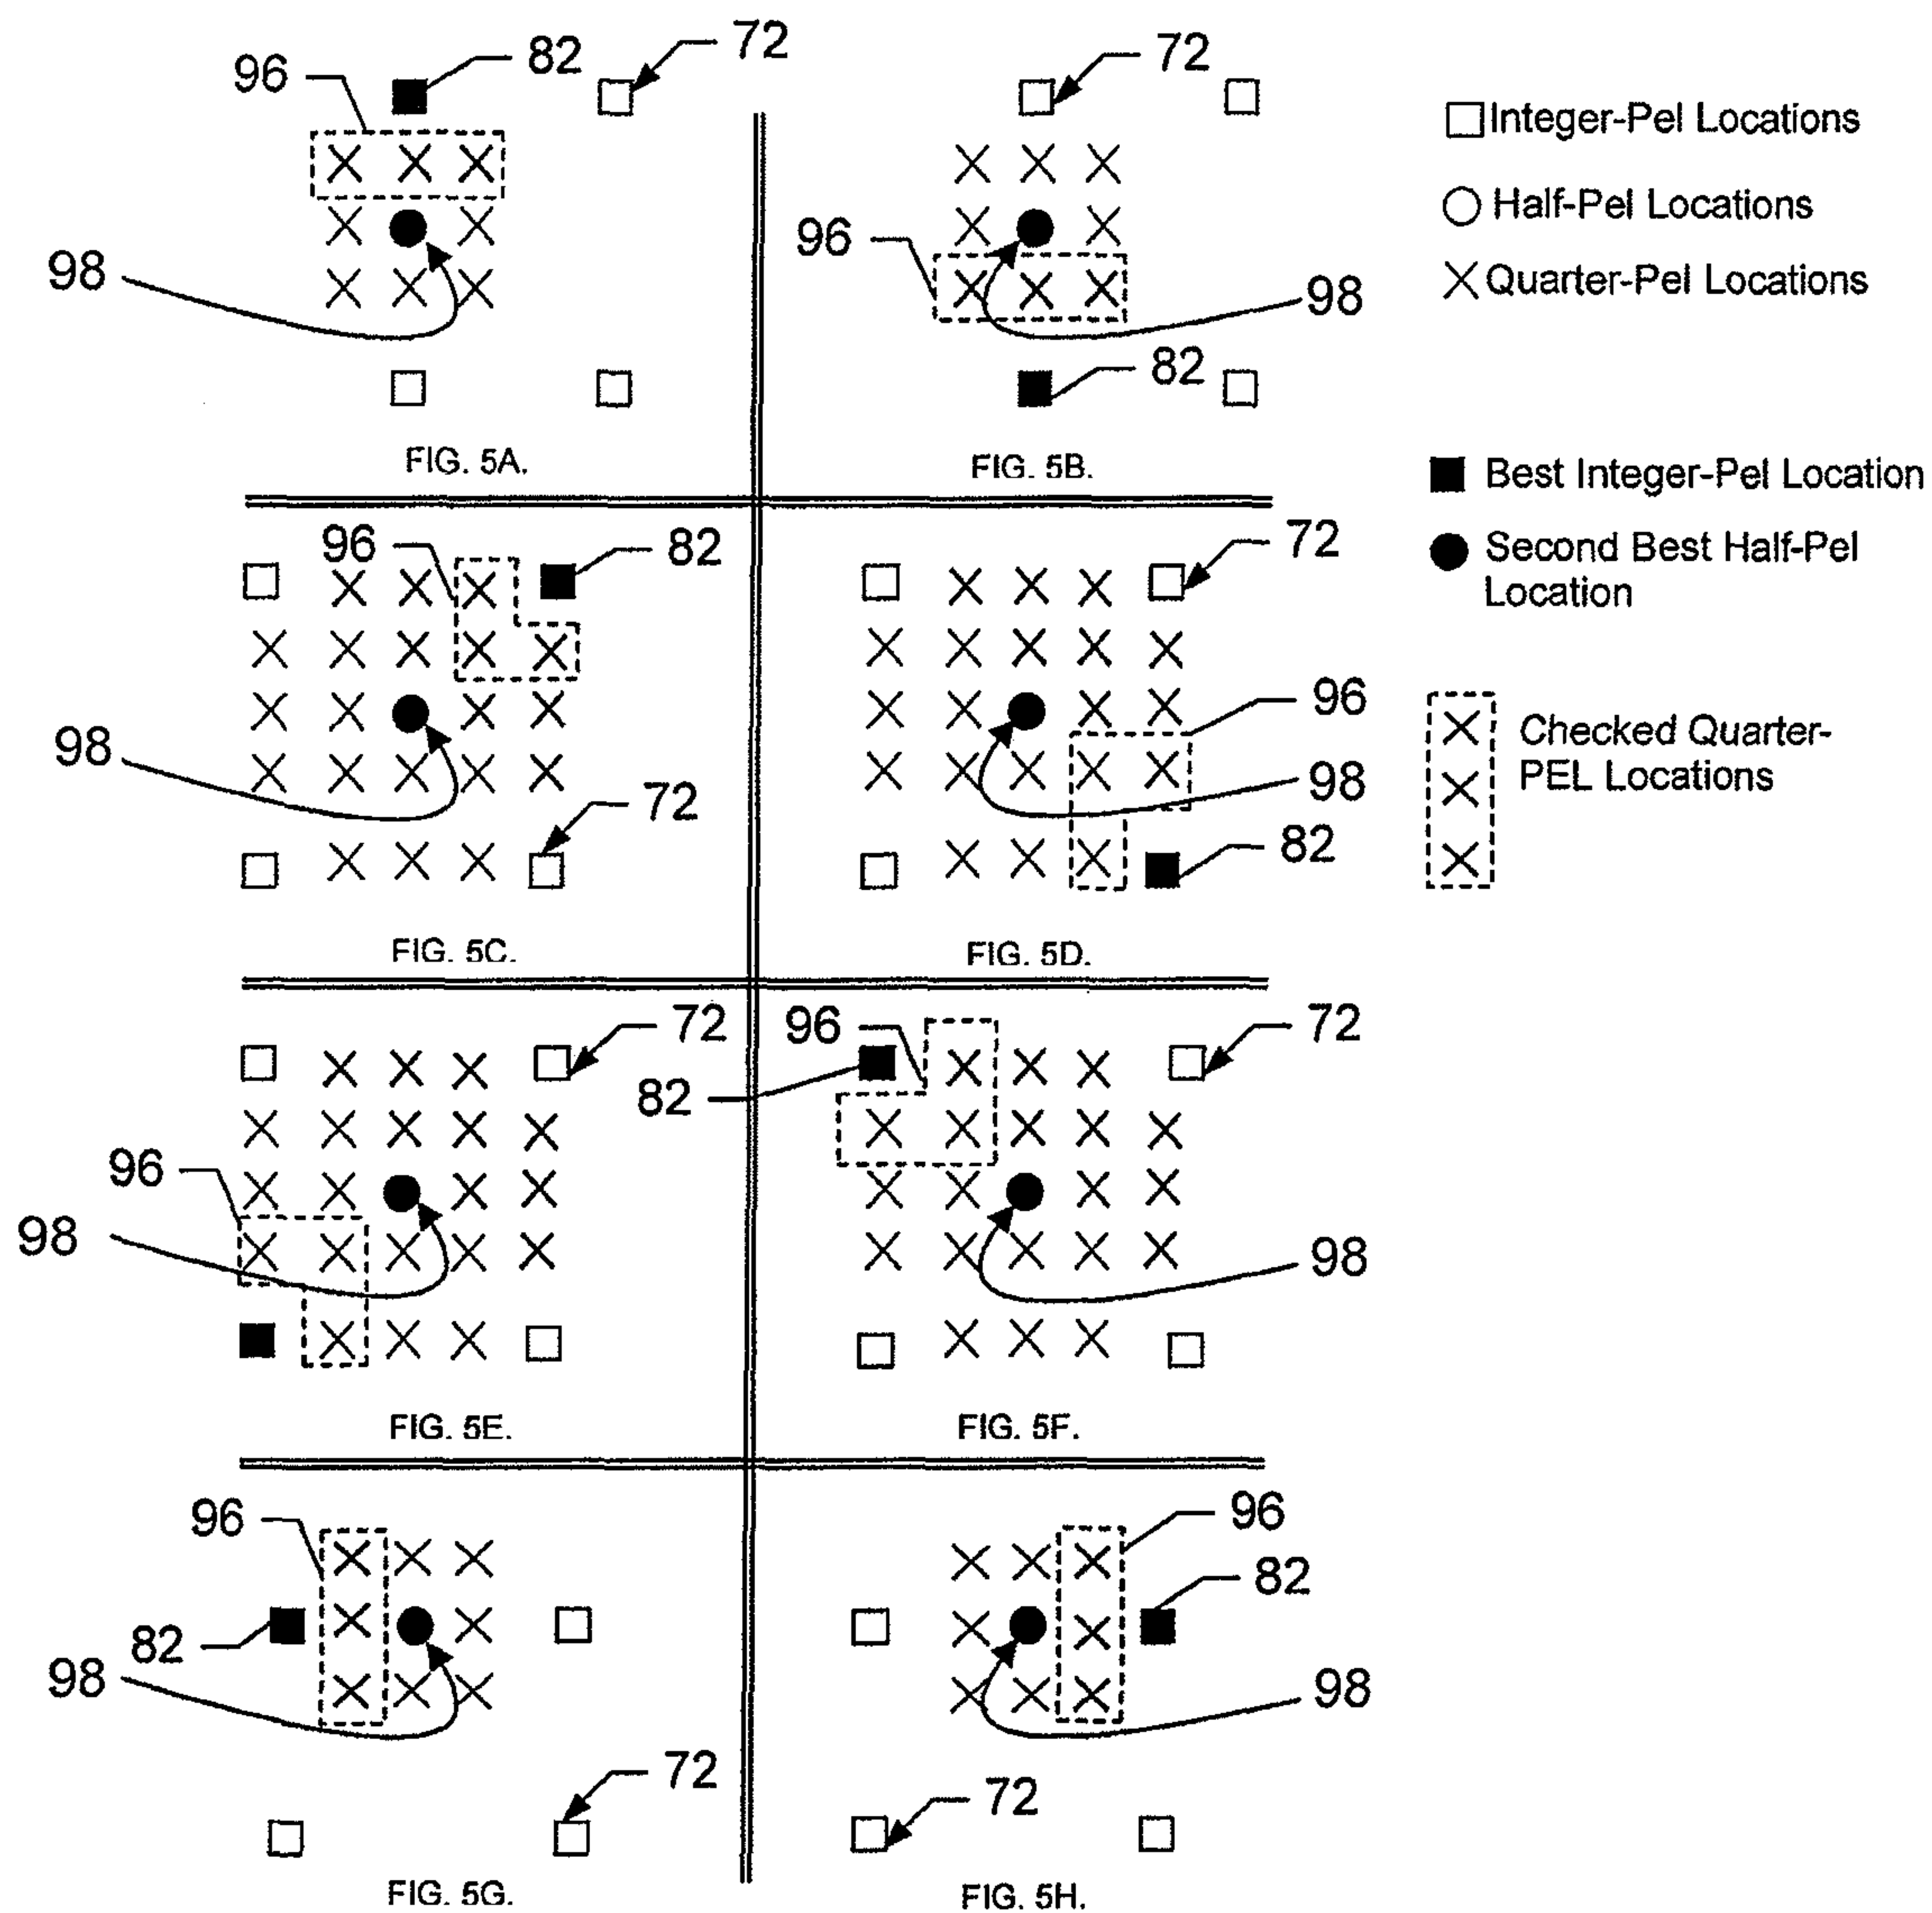 96
82
72
98
FIG. 5A.
72
96
98
82
FIG. 5B.
Integer-Pel Locations
Half-Pel Locations
Quarter-Pel Locations
Best Integer-Pel Location
Second Best Half-Pel
Location
Checked Quarter-
PEL Locations
96
82
98
72
FIG. 5C.
72
96
98
82
FIG. 5D.
72
96
98
FIG. 5E.
96
72
82
98
FIG. 5F.
96
82
98
72
FIG. 5G.
96
82
98
72
FIG. 5H.